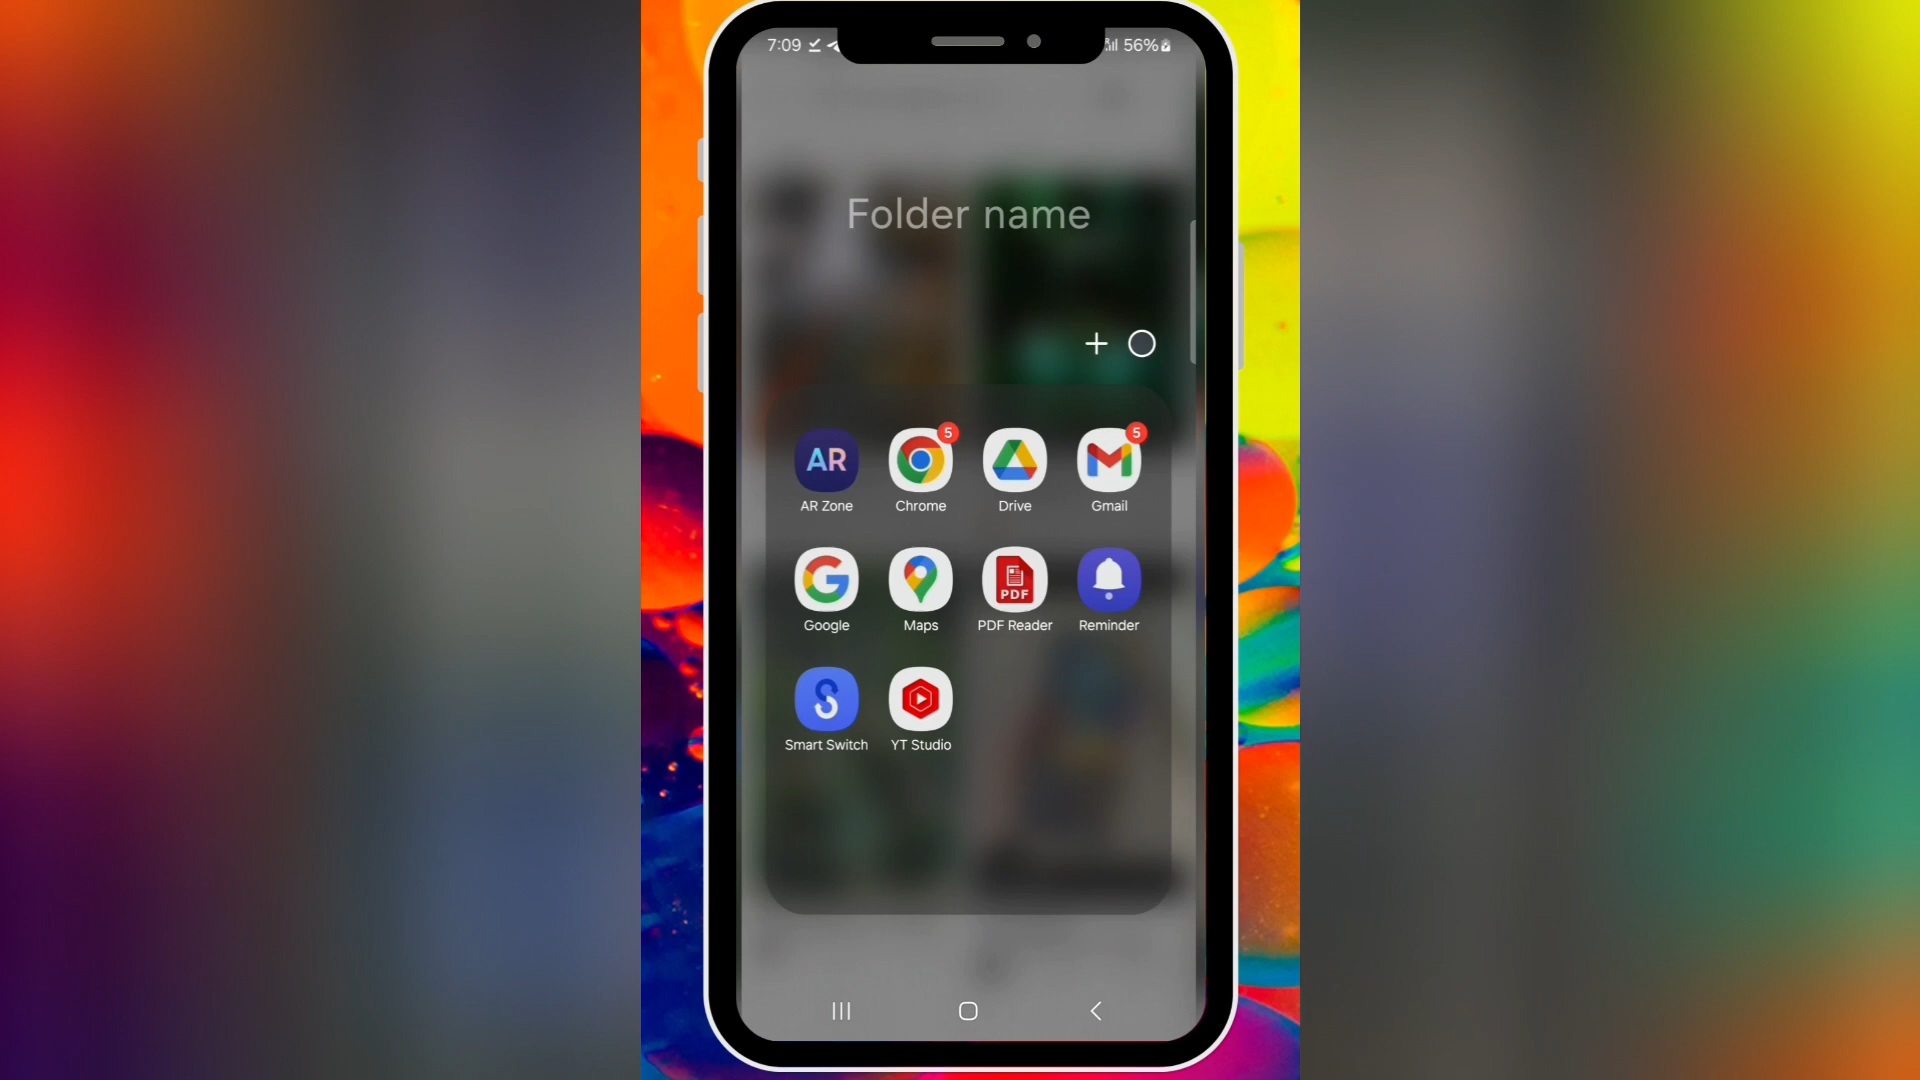 7:09
56%
Folder name
5
5
AR
AR Zone
Chrome
Drive
Gmail
PDF
Google
Maps
PDF Reader
Reminder
Smart Switch
YT Studio